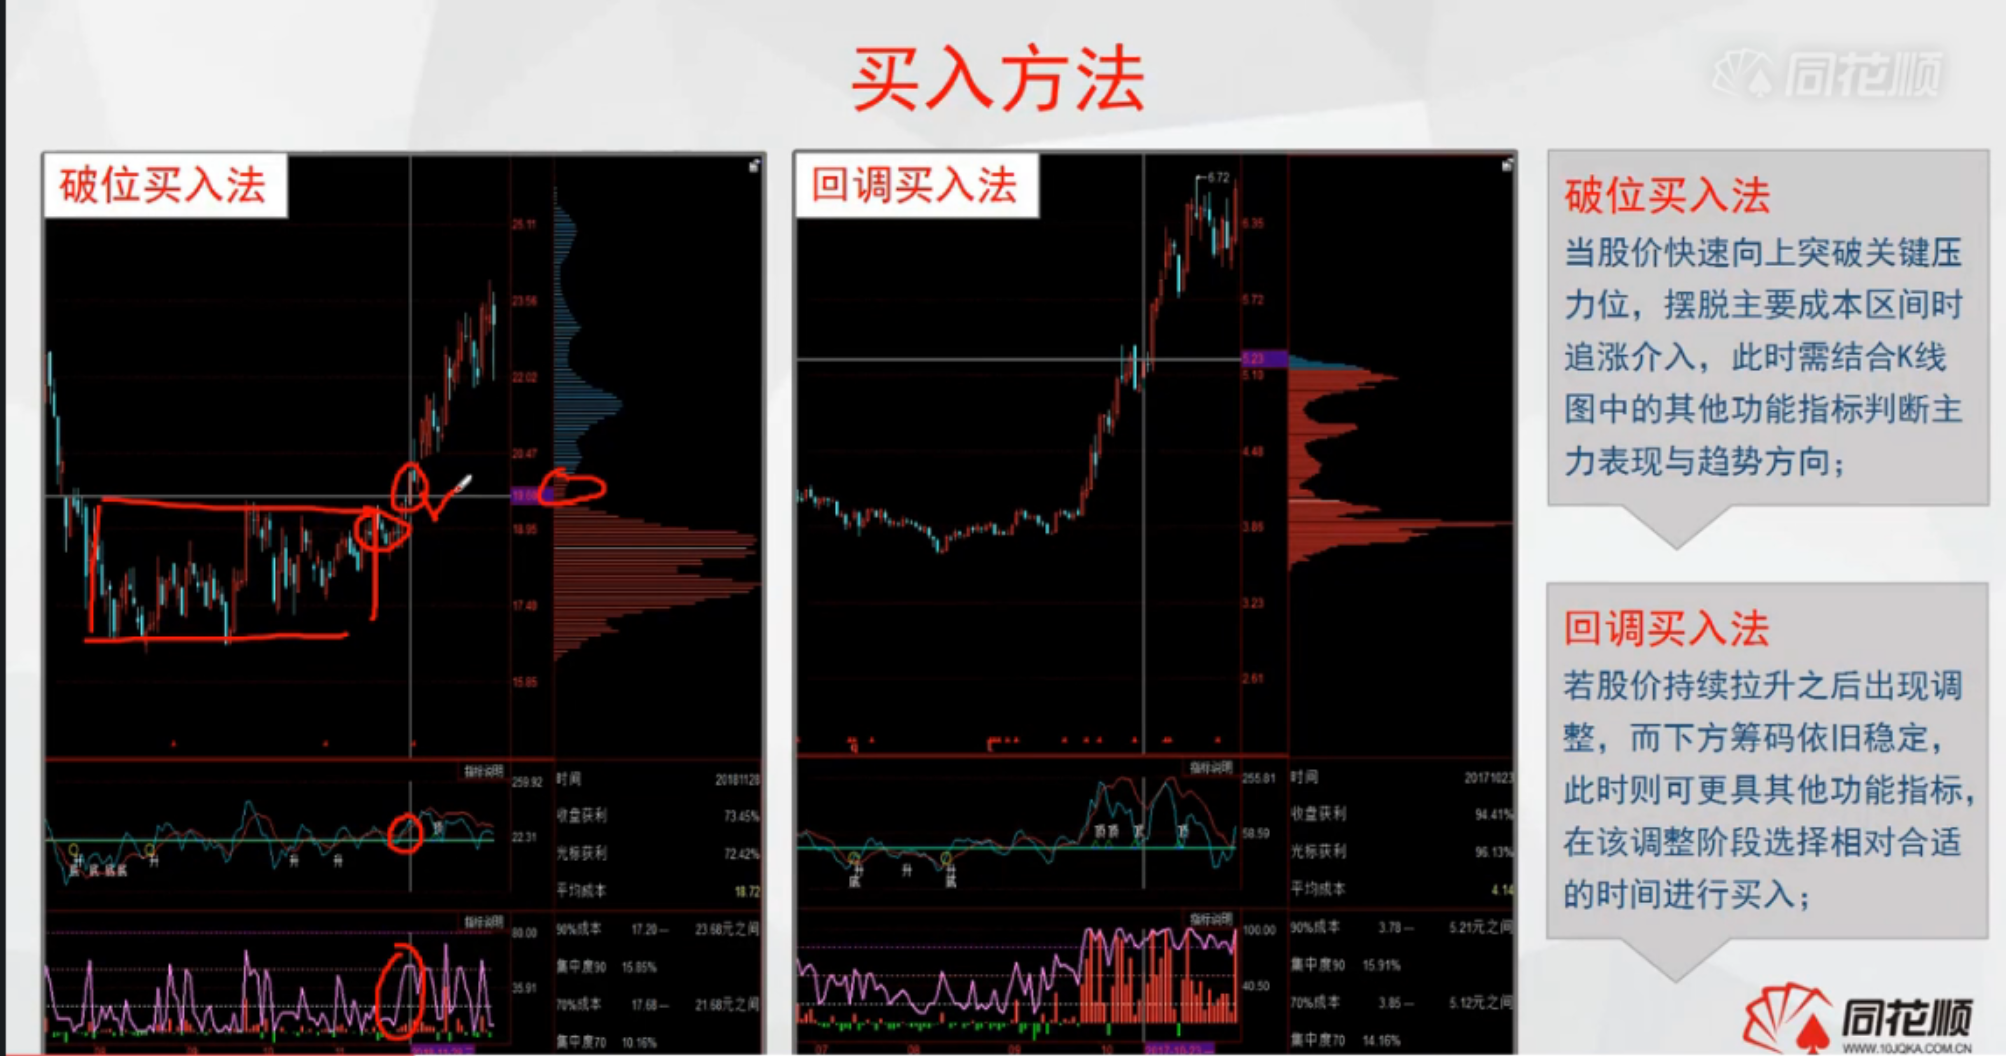 买入方法
同花顺
破位买入法
25.11
23.56
22.02
20.47
18.95
17.40
15.85
指标说明
259.92
22.31
顶
升
升
升
升
底
底
底底
时间 20181128
收盘获利 73.45%
光标获利 72.42%
平均成本 18.72
指标说明
80.00
35.91
90%成本 17.20— 23.68元之间
集中度90 15.85%
70%成本 17.68— 21.68元之间
集中度70 10.16%
回调买入法
6.72
6.35
5.72
5.23
5.10
4.48
3.85
3.23
2.61
指标说明
255.81
58.59
顶顶
顶
升
升
升
底
底
时间 20171023
收盘获利 94.41%
光标获利 96.13%
平均成本 4.14
指标说明
100.00
40.50
90%成本 3.78— 5.21元之间
集中度90 15.91%
70%成本 3.85— 5.12元之间
集中度70 14.16%
07 08 09 10
破位买入法
当股价快速向上突破关键压
力位，摆脱主要成本区间时
追涨介入，此时需结合K线
图中的其他功能指标判断主
力表现与趋势方向；
回调买入法
若股价持续拉升之后出现调
整，而下方筹码依旧稳定，
此时则可更具其他功能指标，
在该调整阶段选择相对合适
的时间进行买入；
同花顺
WWW.10JQKA.COM.CN